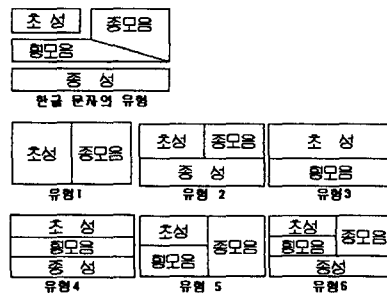 초 성 종모음
횡모음
종 성
한글 문자의 유형
초성 종모음
유형1
초성 종모음
종 성
유형 2
초 성
횡모음
유형3
초 성
횡모음
종 성
유형4
초성 종모음
횡모음
유형 5
초성 종모음
횡모음
종성
유형6